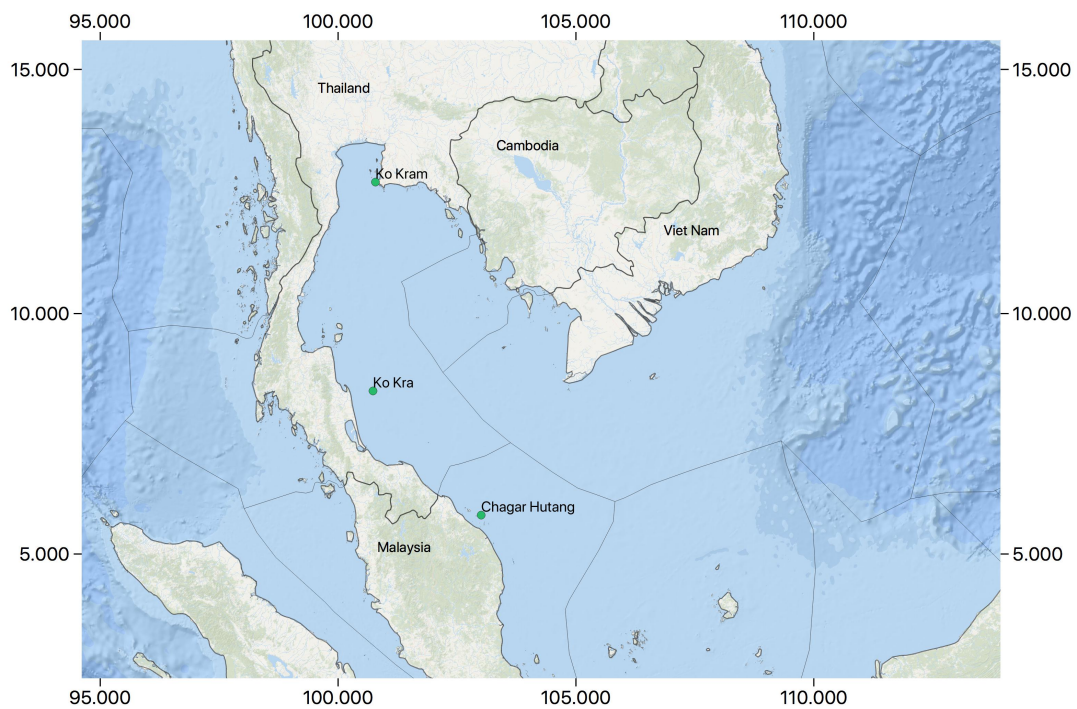 95.000 100.000 105.000 110.000
15.000 15.000
Thailand
Cambodia
Ko Kram
Viet Nam
10.000 10.000
Ko Kra
Chagar Hutang
Malaysia
5.000 5.000
95.000 100.000 105.000 110.000